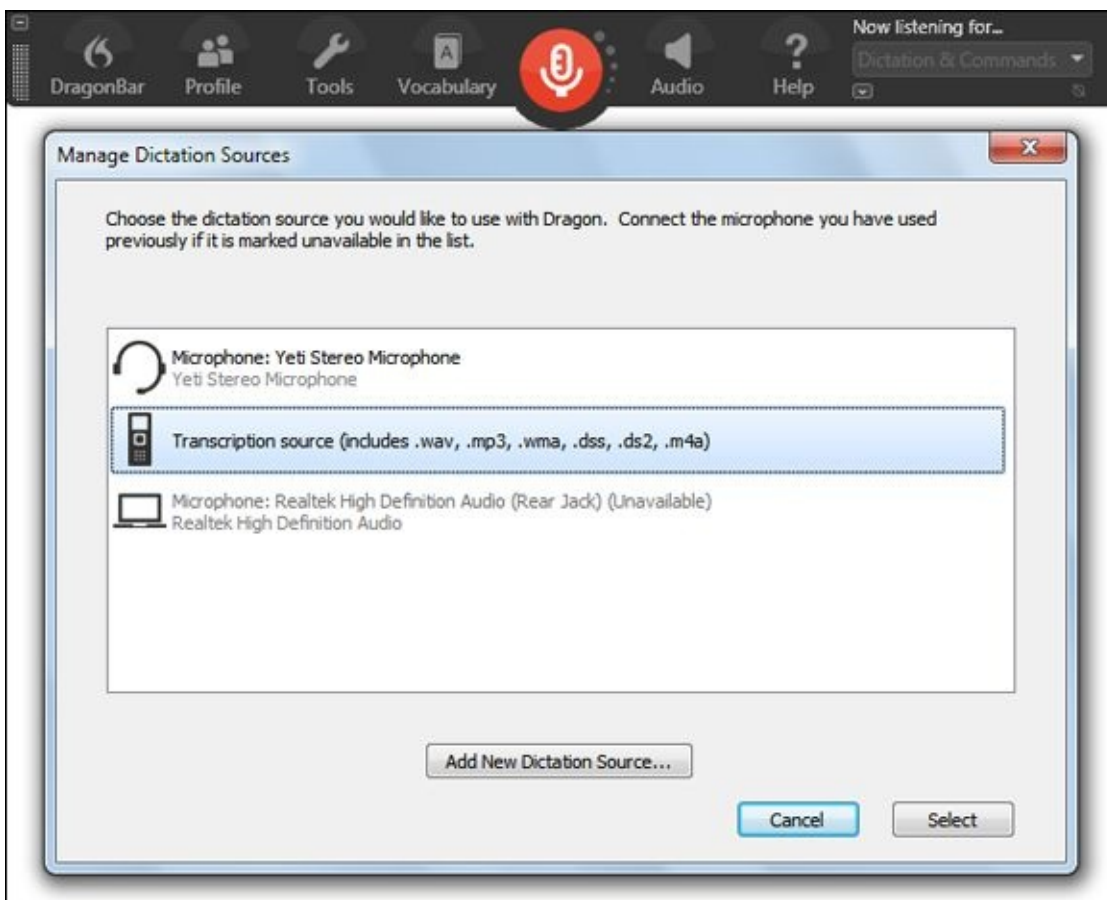 Now listening for...
DragonBar Profile Tools Vocabulary Audio Help
Dictation & Commands
Manage Dictation Sources
Choose the dictation source you would like to use with Dragon. Connect the microphone you have used
previously if it is marked unavailable in the list.
Microphone: Yeti Stereo Microphone
Yeti Stereo Microphone
Transcription source (includes .wav, .mp3, .wma, .dss, .ds2, .m4a)
Microphone: Realtek High Definition Audio (Rear Jack) (Unavailable)
Realtek High Definition Audio
Add New Dictation Source...
Cancel Select